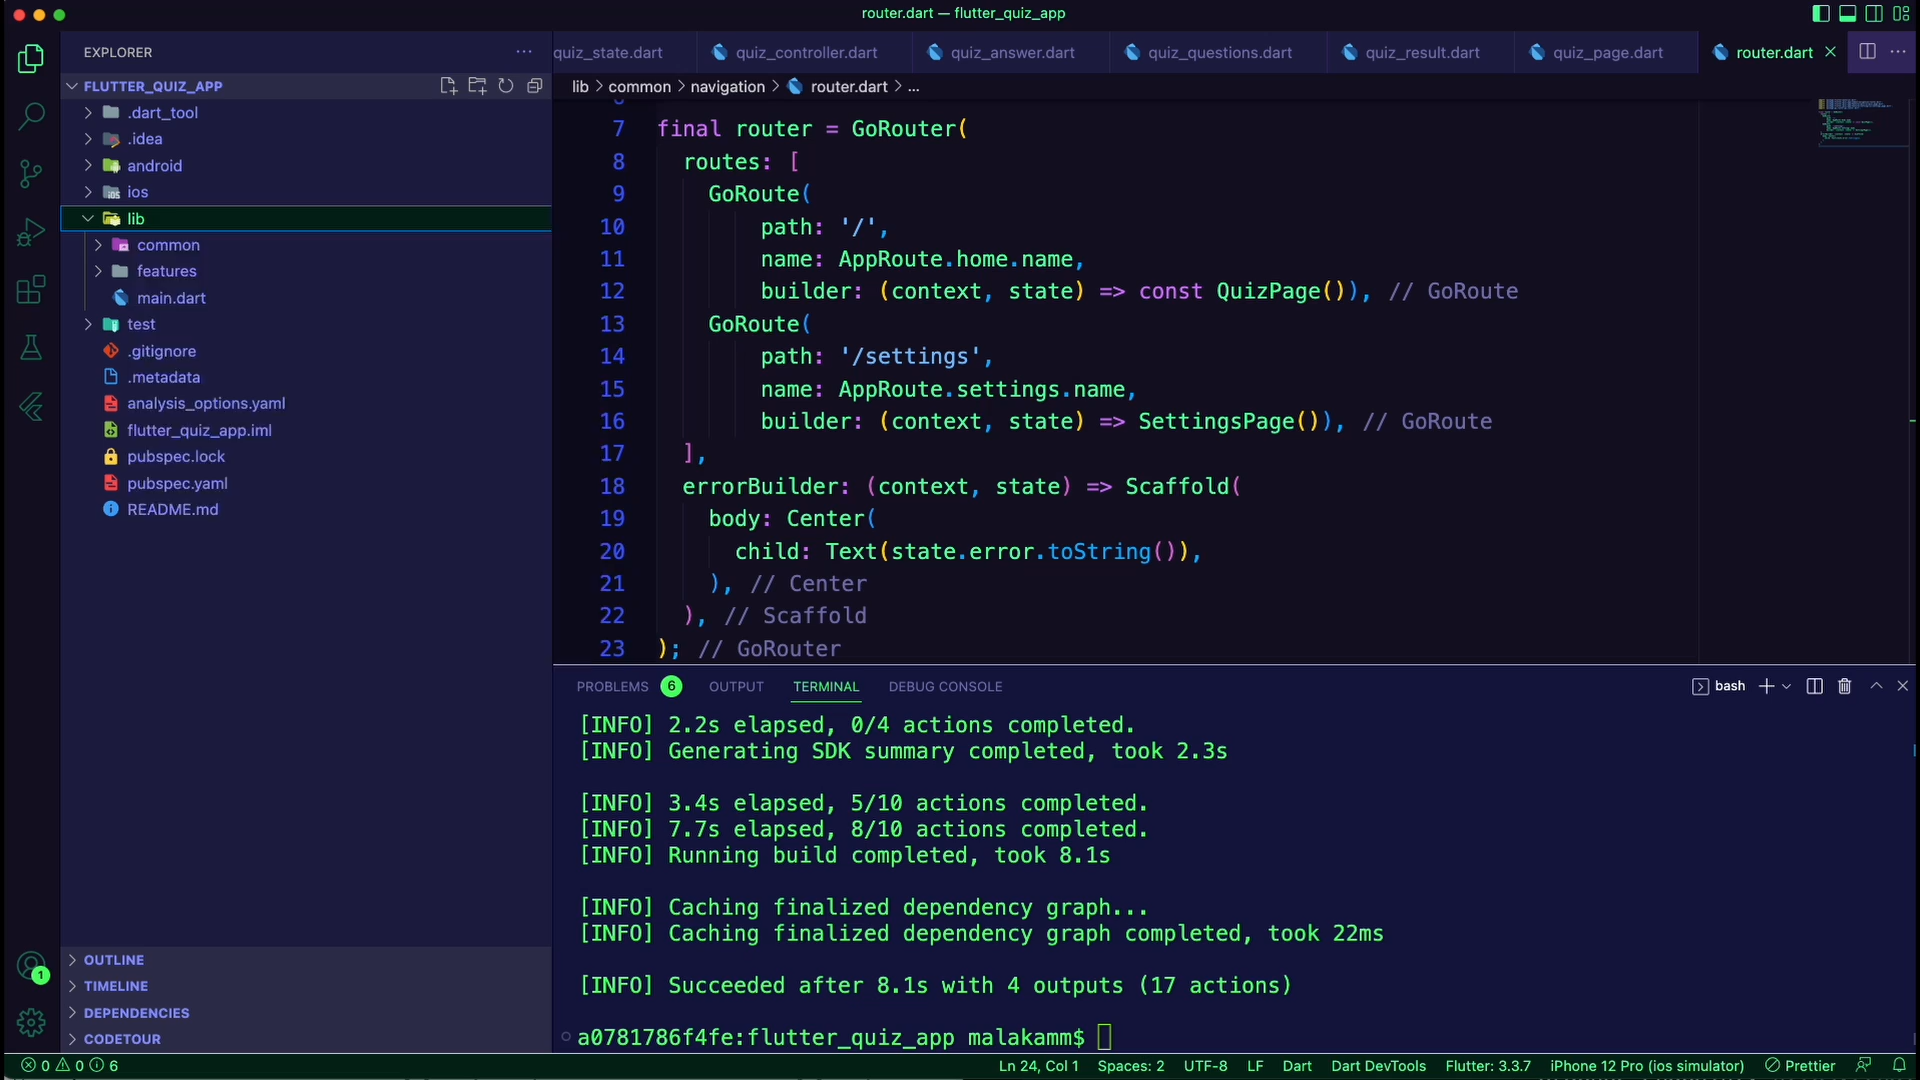 router.dart — flutter_quiz_app
EXPLORER
FLUTTER_QUIZ_APP
.dart_tool
.idea
android
ios
lib
common
features
main.dart
test
.gitignore
.metadata
analysis_options.yaml
flutter_quiz_app.iml
pubspec.lock
pubspec.yaml
README.md
OUTLINE
TIMELINE
DEPENDENCIES
CODETOUR
quiz_state.dart quiz_controller.dart quiz_answer.dart quiz_questions.dart quiz_result.dart quiz_page.dart router.dart
lib > common > navigation > router.dart > ...
7 final router = GoRouter(
8 routes: [
9 GoRoute(
10 path: '/',
11 name: AppRoute.home.name,
12 builder: (context, state) => const QuizPage()), // GoRoute
13 GoRoute(
14 path: '/settings',
15 name: AppRoute.settings.name,
16 builder: (context, state) => SettingsPage()), // GoRoute
17 ],
18 errorBuilder: (context, state) => Scaffold(
19 body: Center(
20 child: Text(state.error.toString()),
21 ), // Center
22 ), // Scaffold
23 ); // GoRouter
PROBLEMS 6 OUTPUT TERMINAL DEBUG CONSOLE bash
[INFO] 2.2s elapsed, 0/4 actions completed.
[INFO] Generating SDK summary completed, took 2.3s
[INFO] 3.4s elapsed, 5/10 actions completed.
[INFO] 7.7s elapsed, 8/10 actions completed.
[INFO] Running build completed, took 8.1s
[INFO] Caching finalized dependency graph...
[INFO] Caching finalized dependency graph completed, took 22ms
[INFO] Succeeded after 8.1s with 4 outputs (17 actions)
a0781786f4fe:flutter_quiz_app malakamm$
1
0 0 6 Ln 24, Col 1 Spaces: 2 UTF-8 LF Dart Dart DevTools Flutter: 3.3.7 iPhone 12 Pro (ios simulator) Prettier